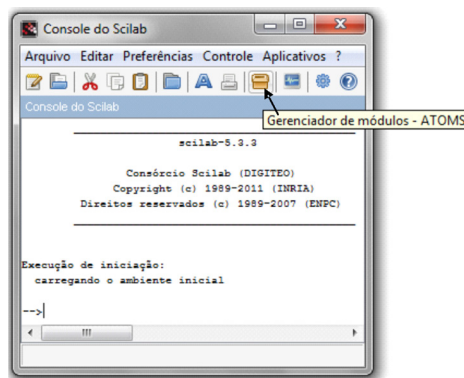 Console do Scilab
Arquivo Editar Preferências Controle Aplicativos ?
Console do Scilab
Gerenciador de módulos - ATOMS
scilab-5.3.3
Consórcio Scilab (DIGITEO)
Copyright (c) 1989-2011 (INRIA)
Direitos reservados (c) 1989-2007 (ENPC)
Execução de iniciação:
carregando o ambiente inicial
-->